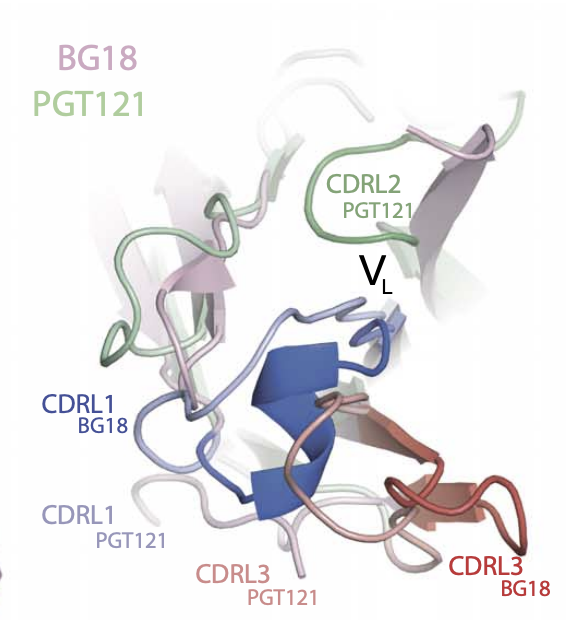 BG18
PGT121
CDRL2
PGT121
VL
CDRL1
BG18
CDRL1
PGT121
CDRL3
PGT121
CDRL3
BG18